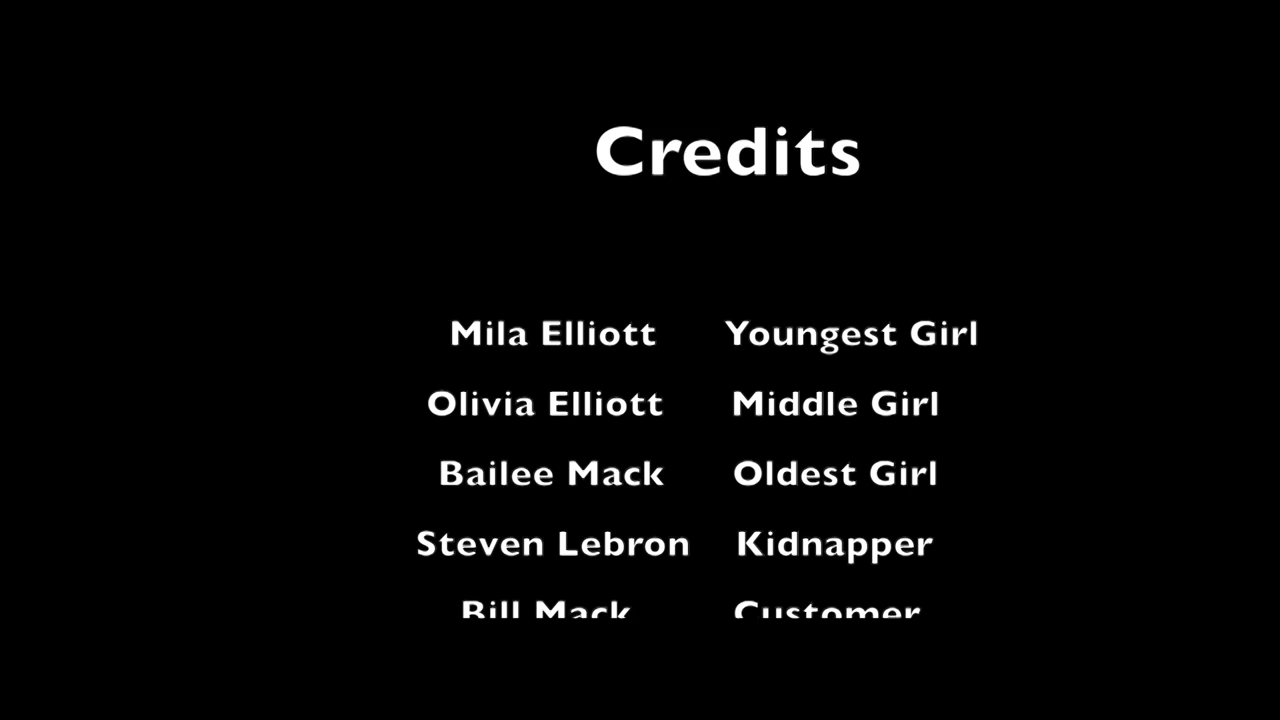 Credits
Mila Elliott Youngest Girl
Olivia Elliott Middle Girl
Bailee Mack Oldest Girl
Steven Lebron Kidnapper
Bill Mack Customer